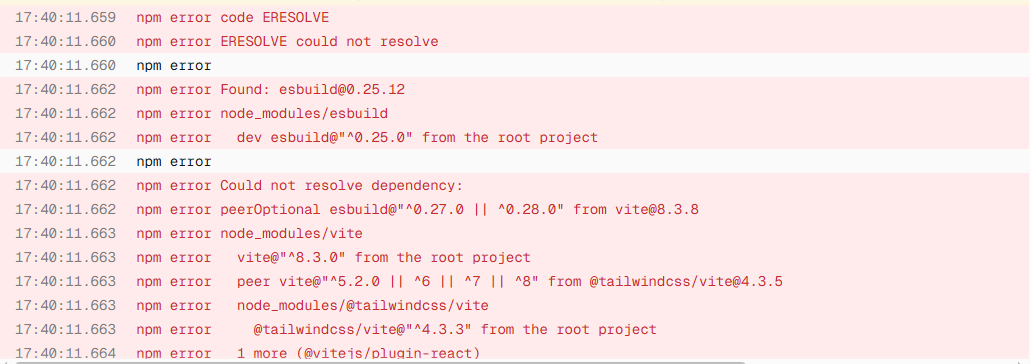 17:40:11.659 npm error code ERESOLVE
17:40:11.660 npm error ERESOLVE could not resolve
17:40:11.660 npm error
17:40:11.662 npm error Found: esbuild@0.25.12
17:40:11.662 npm error node_modules/esbuild
17:40:11.662 npm error   dev esbuild@"^0.25.0" from the root project
17:40:11.662 npm error
17:40:11.662 npm error Could not resolve dependency:
17:40:11.662 npm error peerOptional esbuild@"^0.27.0 || ^0.28.0" from vite@8.3.8
17:40:11.663 npm error node_modules/vite
17:40:11.663 npm error   vite@"^8.3.0" from the root project
17:40:11.663 npm error   peer vite@"^5.2.0 || ^6 || ^7 || ^8" from @tailwindcss/vite@4.3.5
17:40:11.663 npm error   node_modules/@tailwindcss/vite
17:40:11.663 npm error     @tailwindcss/vite@"^4.3.3" from the root project
17:40:11.664 npm error   1 more (@vitejs/plugin-react)